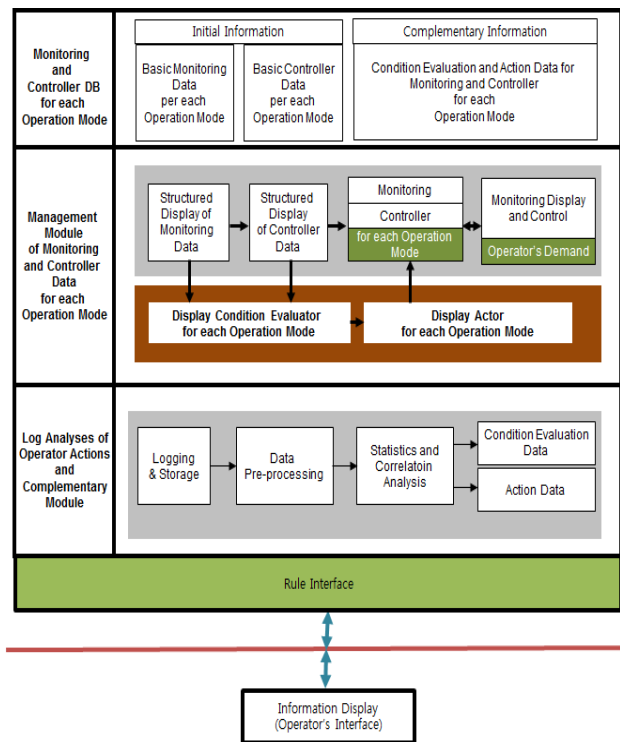 Monitoring
and
Controller DB
for each
Operation Mode
Initial Information
Complementary Information
Basic Monitoring
Data
per each
Operation Mode
Basic Controller
Data
per each
Operation Mode
Condition Evaluation and Action Data for
Monitoring and Controller
for each
Operation Mode
Management
Module
of Monitoring
and Controller
Data
for each
Operation Mode
Structured
Display of
Monitoring
Data
Structured
Display
of Controller
Data
Monitoring
Controller
for each Operation
Mode
Monitoring Display
and Control
Operator's Demand
Display Condition Evaluator
for each Operation Mode
Display Actor
for each Operation Mode
Log Analyses of
Operator Actions
and
Complementary
Module
Logging
& Storage
Data
Pre-processing
Statistics and
Correlatoin
Analysis
Condition Evaluation
Data
Action Data
Rule Interface
Information Display
(Operator's Interface)